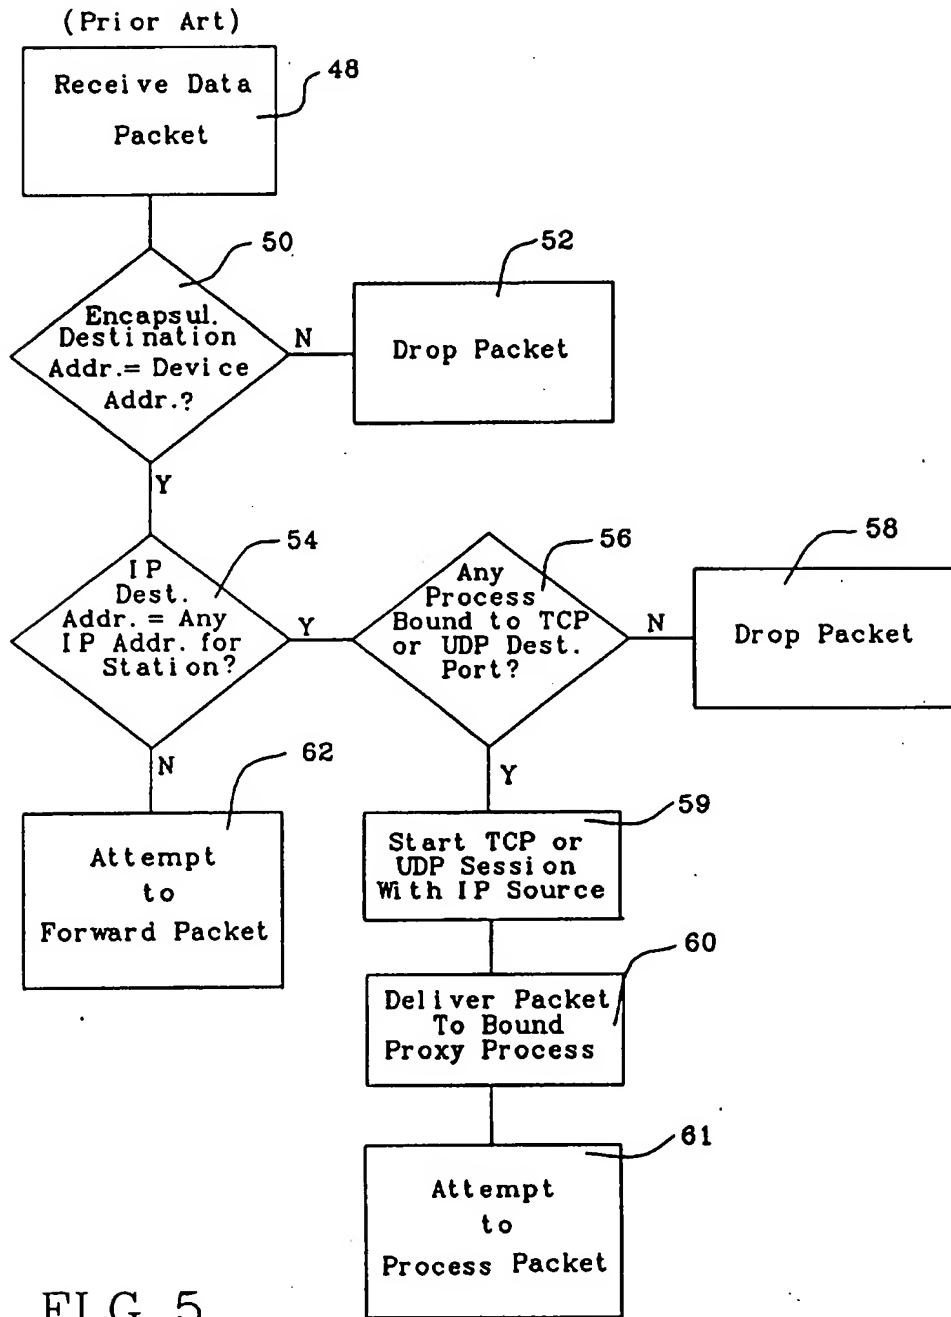 (Prior Art)
Receive Data
Packet
48
50
Encapsul.
Destination
Addr.= Device
Addr.?
N
52
Drop Packet
Y
54
IP
Dest.
Addr. = Any
IP Addr. for
Station?
Y
56
Any
Process
Bound to TCP
or UDP Dest.
Port?
N
58
Drop Packet
N
62
Attempt
to
Forward Packet
Y
59
Start TCP or
UDP Session
With IP Source
60
Deliver Packet
To Bound
Proxy Process
61
Attempt
to
Process Packet
FIG. 5